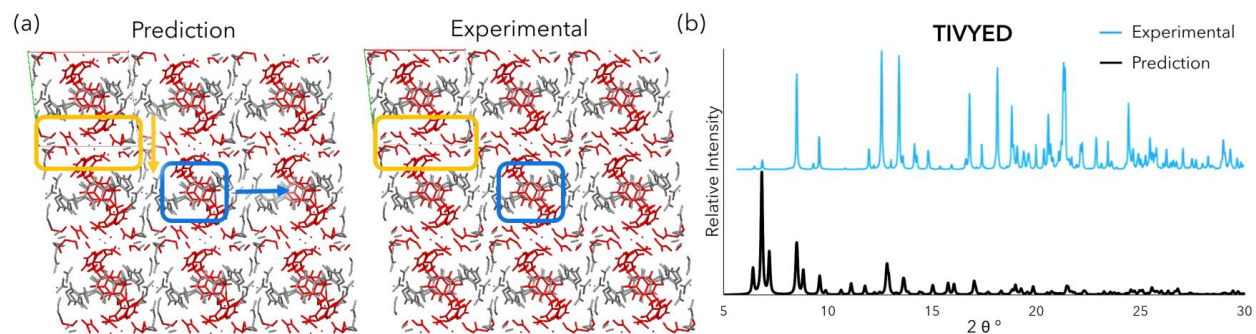 (a)
Prediction
Experimental
(b)
TIVYED
Experimental
Prediction
Relative Intensity
5
10
15
20
25
30
2 θ °